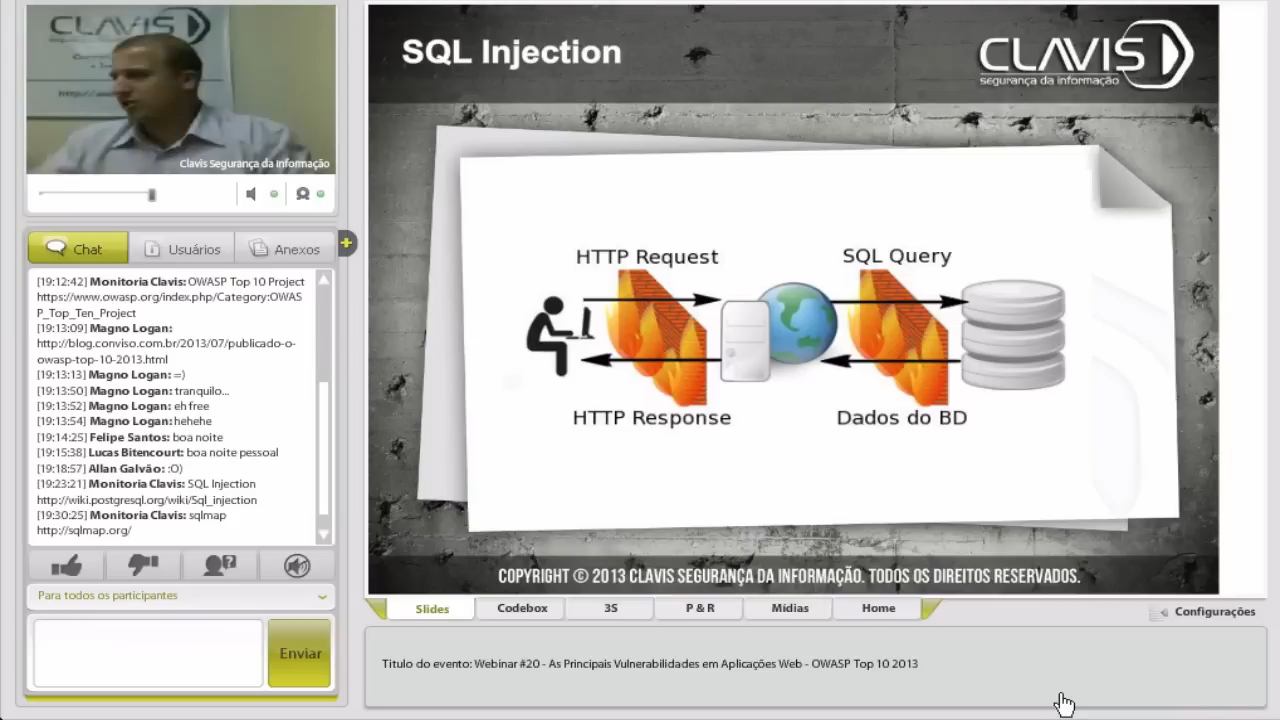 CLAVIS
Clavis Segurança da Informação
Chat
Usuários
Anexos
[19:12:42] Monitoria Clavis: OWASP Top 10 Project
https://www.owasp.org/index.php/Category:OWAS
P_Top_Ten_Project
[19:13:09] Magno Logan:
http://blog.conviso.com.br/2013/07/publicado-o-
owasp-top-10-2013.html
[19:13:13] Magno Logan: =)
[19:13:50] Magno Logan: tranquilo...
[19:13:52] Magno Logan: eh free
[19:13:54] Magno Logan: hehehe
[19:14:25] Felipe Santos: boa noite
[19:15:38] Lucas Bitencourt: boa noite pessoal
[19:18:57] Allan Galvão: :O)
[19:23:21] Monitoria Clavis: SQL Injection
http://wiki.postgresql.org/wiki/Sql_injection
[19:30:25] Monitoria Clavis: sqlmap
http://sqlmap.org/
Para todos os participantes
Enviar
SQL Injection
CLAVIS
segurança da informação
HTTP Request
SQL Query
HTTP Response
Dados do BD
COPYRIGHT © 2013 CLAVIS SEGURANÇA DA INFORMAÇÃO. TODOS OS DIREITOS RESERVADOS.
Slides
Codebox
3S
P & R
Mídias
Home
Configurações
Titulo do evento: Webinar #20 - As Principais Vulnerabilidades em Aplicações Web - OWASP Top 10 2013